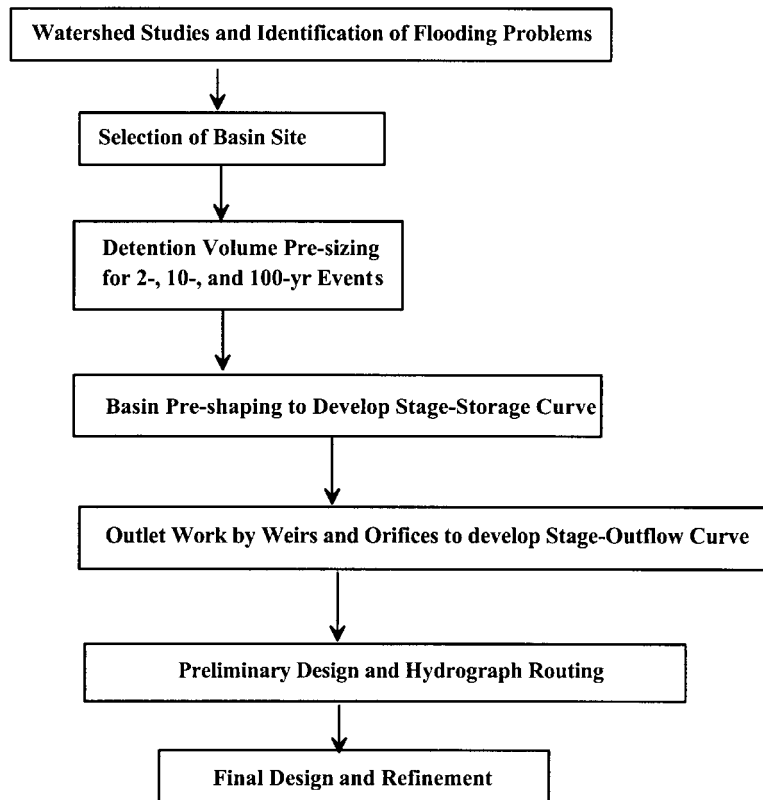 Watershed Studies and Identification of Flooding Problems
Selection of Basin Site
Detention Volume Pre-sizing
for 2-, 10-, and 100-yr Events
Basin Pre-shaping to Develop Stage-Storage Curve
Outlet Work by Weirs and Orifices to develop Stage-Outflow Curve
Preliminary Design and Hydrograph Routing
Final Design and Refinement